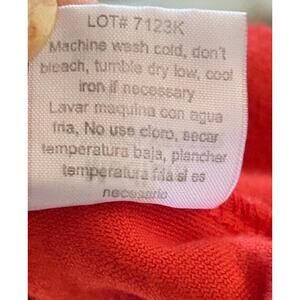 LOT# 7123K
Machine wash cold, don't
bleach, tumble dry low, cool
iron if necessary
Lavar maquina con agua
fria, No use cloro, secar
temperatura baja, planchar
temperatura fria si es
necessario